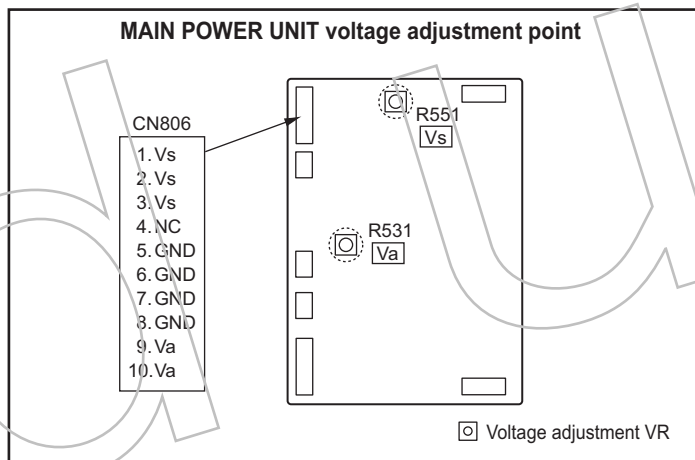 MAIN POWER UNIT voltage adjustment point
CN806
1. Vs
2. Vs
3. Vs
4. NC
5. GND
6. GND
7. GND
8. GND
9. Va
10. Va
R551
Vs
R531
Va
Voltage adjustment VR